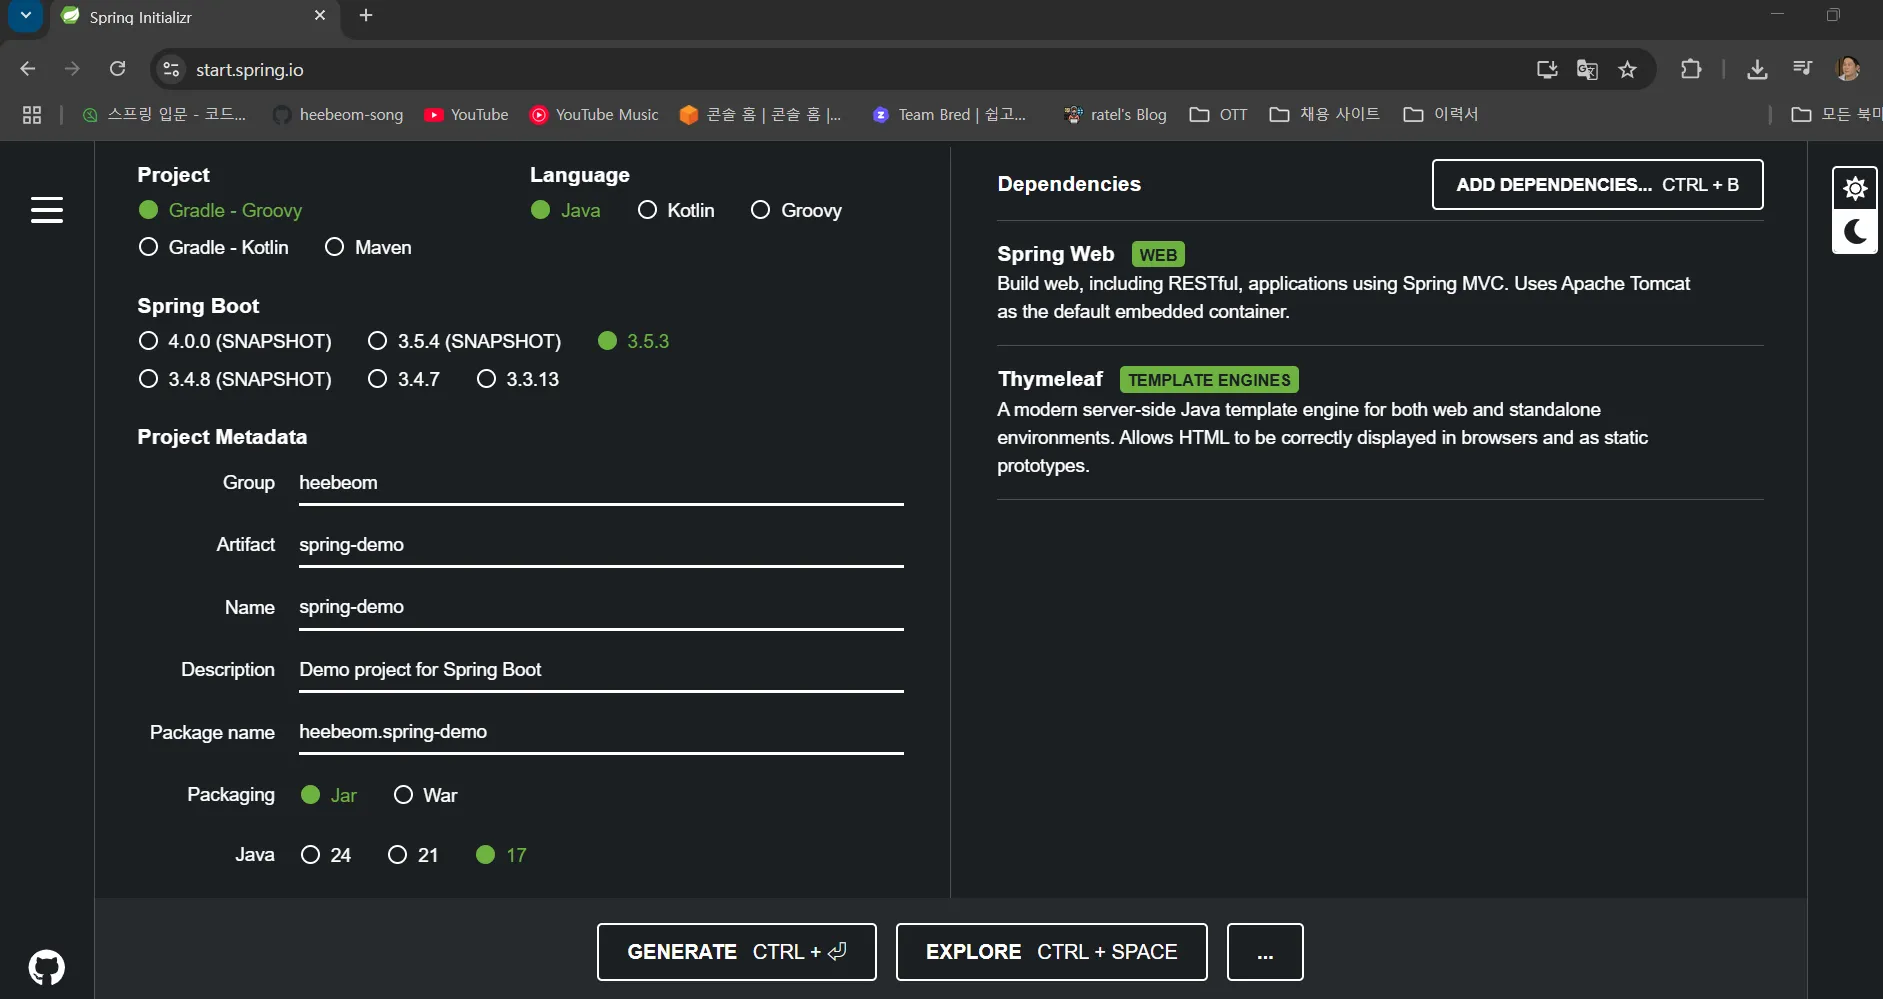 Spring Initializr
start.spring.io
스프링 입문 - 코드...
heebeom-song
YouTube
YouTube Music
콘솔 홈 | 콘솔 홈 |...
Team Bred | 쉽고...
ratel's Blog
OTT
채용 사이트
이력서
모든 북마
Project
Gradle - Groovy
Gradle - Kotlin
Maven
Language
Java
Kotlin
Groovy
Spring Boot
4.0.0 (SNAPSHOT)
3.5.4 (SNAPSHOT)
3.5.3
3.4.8 (SNAPSHOT)
3.4.7
3.3.13
Project Metadata
Group heebeom
Artifact spring-demo
Name spring-demo
Description Demo project for Spring Boot
Package name heebeom.spring-demo
Packaging Jar War
Java 24 21 17
Dependencies
ADD DEPENDENCIES... CTRL + B
Spring Web WEB
Build web, including RESTful, applications using Spring MVC. Uses Apache Tomcat
as the default embedded container.
Thymeleaf TEMPLATE ENGINES
A modern server-side Java template engine for both web and standalone
environments. Allows HTML to be correctly displayed in browsers and as static
prototypes.
GENERATE CTRL + ⏎
EXPLORE CTRL + SPACE
...